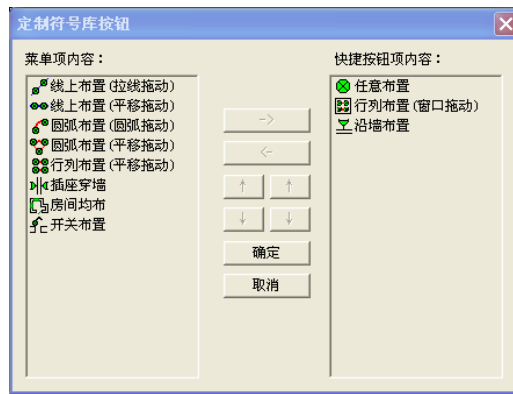 定制符号库按钮
菜单项内容：
线上布置(拉线拖动)
线上布置(平移拖动)
圆弧布置(圆弧拖动)
圆弧布置(平移拖动)
行列布置(平移拖动)
插座穿墙
房间均布
开关布置
->
<-
↑ ↑
↓ ↓
确定
取消
快捷按钮项内容：
任意布置
行列布置(窗口拖动)
沿墙布置